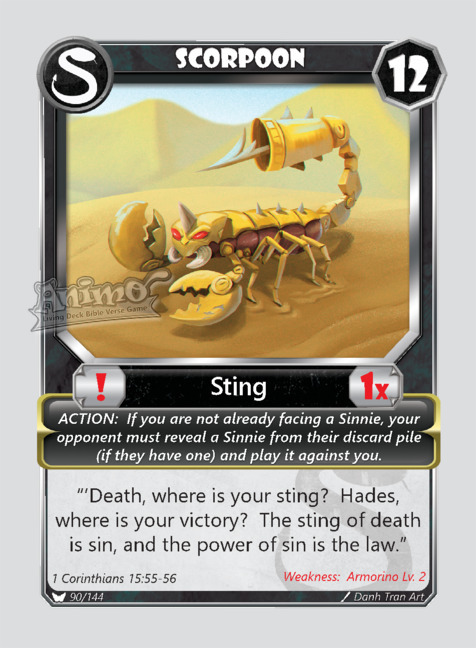 S
SCORPOON
12
Animo
Living Deck Bible Verse Game
!
Sting
1x
ACTION: If you are not already facing a Sinnie, your
opponent must reveal a Sinnie from their discard pile
(if they have one) and play it against you.
“‘Death, where is your sting? Hades,
where is your victory? The sting of death
is sin, and the power of sin is the law.”
1 Corinthians 15:55-56
Weakness: Armorino Lv. 2
90/144
Danh Tran Art